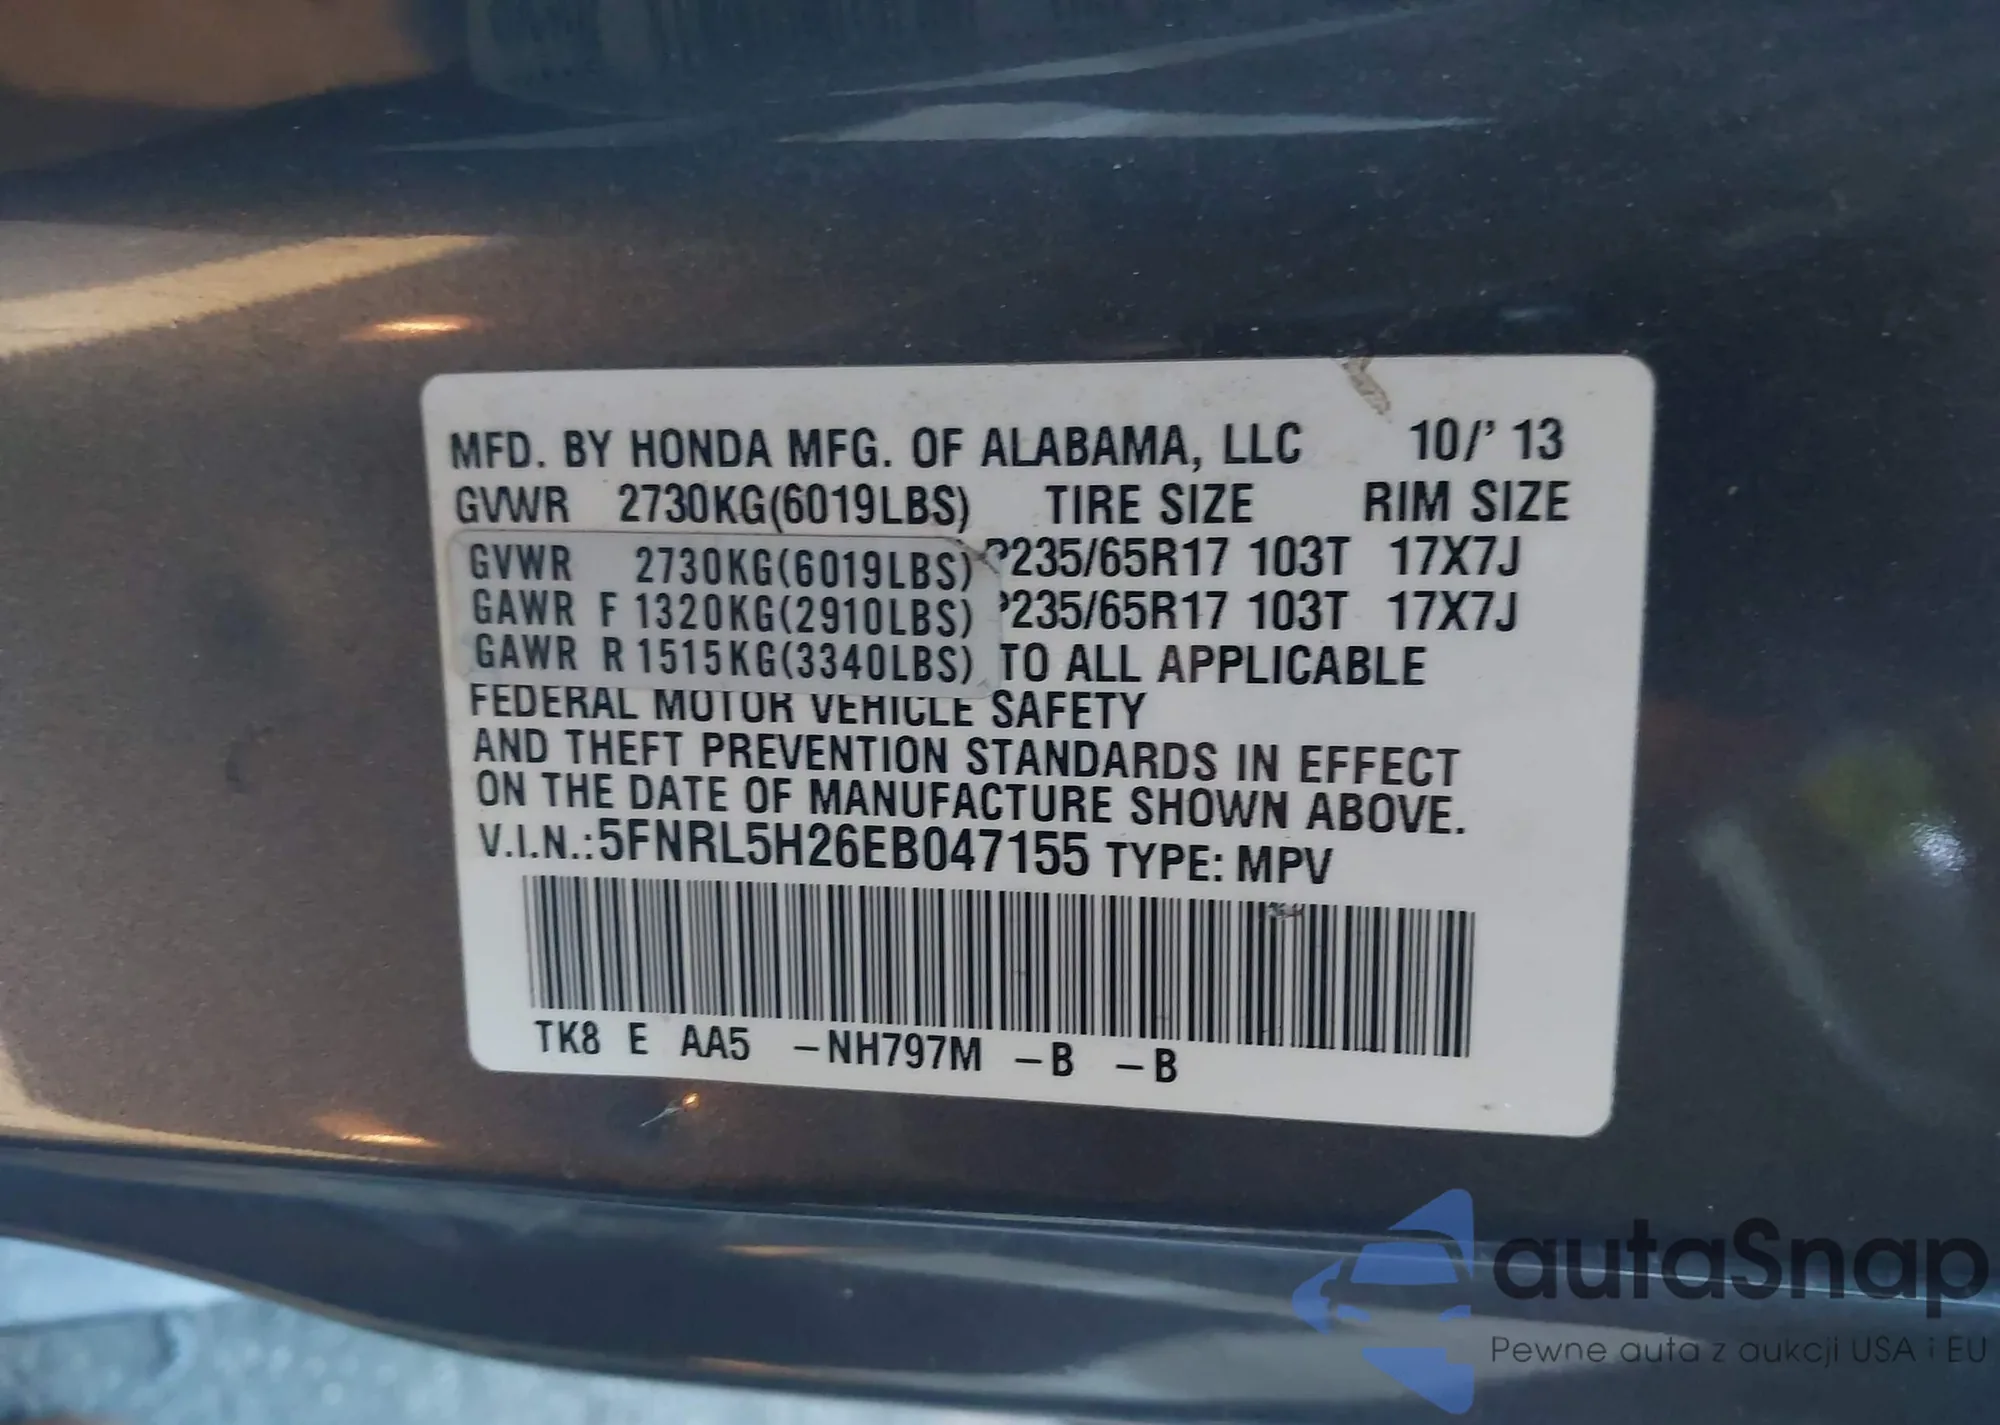 MFD. BY HONDA MFG. OF ALABAMA, LLC 10/' 13
GVWR 2730KG(6019LBS) TIRE SIZE RIM SIZE
GVWR 2730KG(6019LBS) P235/65R17 103T 17X7J
GAWR F 1320KG(2910LBS) P235/65R17 103T 17X7J
GAWR R 1515KG(3340LBS) TO ALL APPLICABLE
FEDERAL MOTOR VEHICLE SAFETY
AND THEFT PREVENTION STANDARDS IN EFFECT
ON THE DATE OF MANUFACTURE SHOWN ABOVE.
V.I.N.:5FNRL5H26EB047155 TYPE: MPV
TK8 E AA5 -NH797M -B -B
autaSnap
Pewne auta z aukcji USA i EU